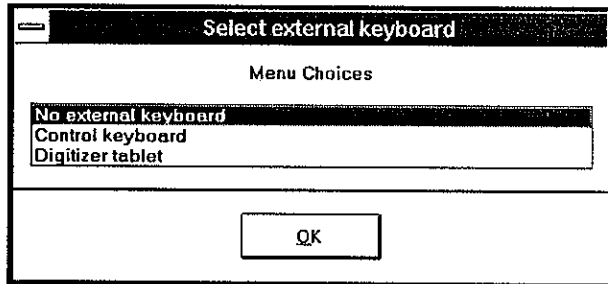 Select external keyboard
Menu Choices
No external keyboard
Control keyboard
Digitizer tablet
OK